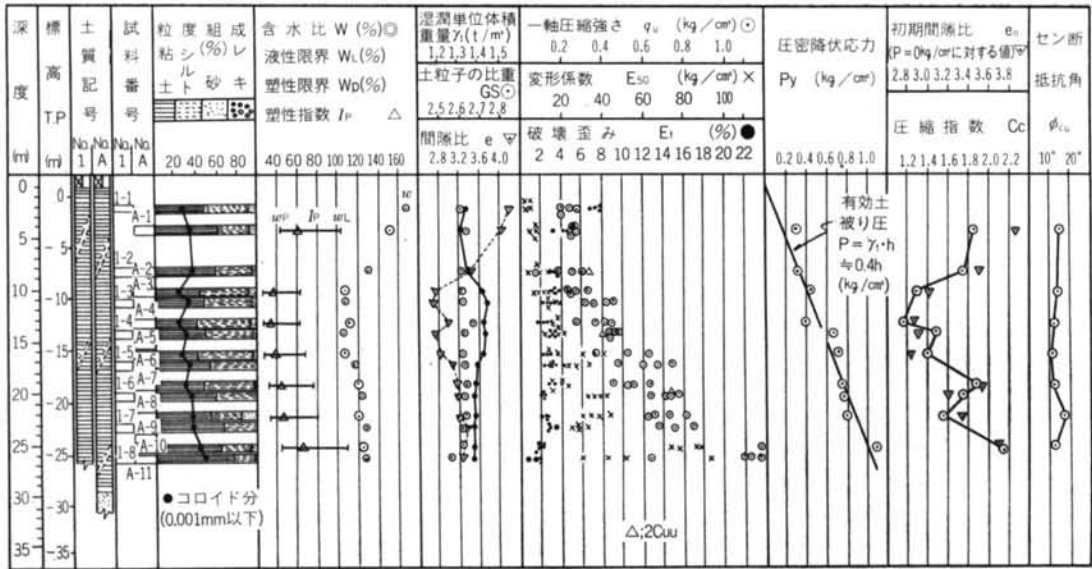 深度(m)
標高T.P(m)
土質記号
No.1 No.A
試料番号
No.1 No.A
粒度組成(%)
粘土 シルト 砂 レキ
20 40 60 80
含水比 W (%)◎
液性限界 WL(%)
塑性限界 Wp(%)
塑性指数 IP △
40 60 80 100 120 140 160
湿潤単位体積
重量γt(t/m³)
1.2 1.3 1.4 1.5
土粒子の比重
GS⊙
2.5 2.6 2.7 2.8
間隙比 e ▽
2.8 3.2 3.6 4.0
一軸圧縮強さ qu (kg/cm²) ⊙
0.2 0.4 0.6 0.8 1.0
変形係数 E50 (kg/cm²) ×
20 40 60 80 100
破壊歪み Ef (%) ●
2 4 6 8 10 12 14 16 18 20 22
圧密降伏応力
Py (kg/cm²)
0.2 0.4 0.6 0.8 1.0
初期間隙比 e0
(P=0kg/cm²に対する値)▽
2.8 3.0 3.2 3.4 3.6 3.8
圧縮指数 Cc
1.2 1.4 1.6 1.8 2.0 2.2
セン断
抵抗角
φcu
10° 20°
0
5
10
15
20
25
30
35
0
-5
-10
-15
-20
-25
-30
-35
1-1
A-1
1-2
A-2
A-3
1-3
A-4
1-4
A-5
1-5
A-6
A-7
1-6
A-8
1-7
A-9
A-10
1-8
A-11
●コロイド分
(0.001mm以下)
w
wP IP wL
△;2Cuu
有効土
被り圧
P=γt・h
≒0.4h
(kg/cm²)